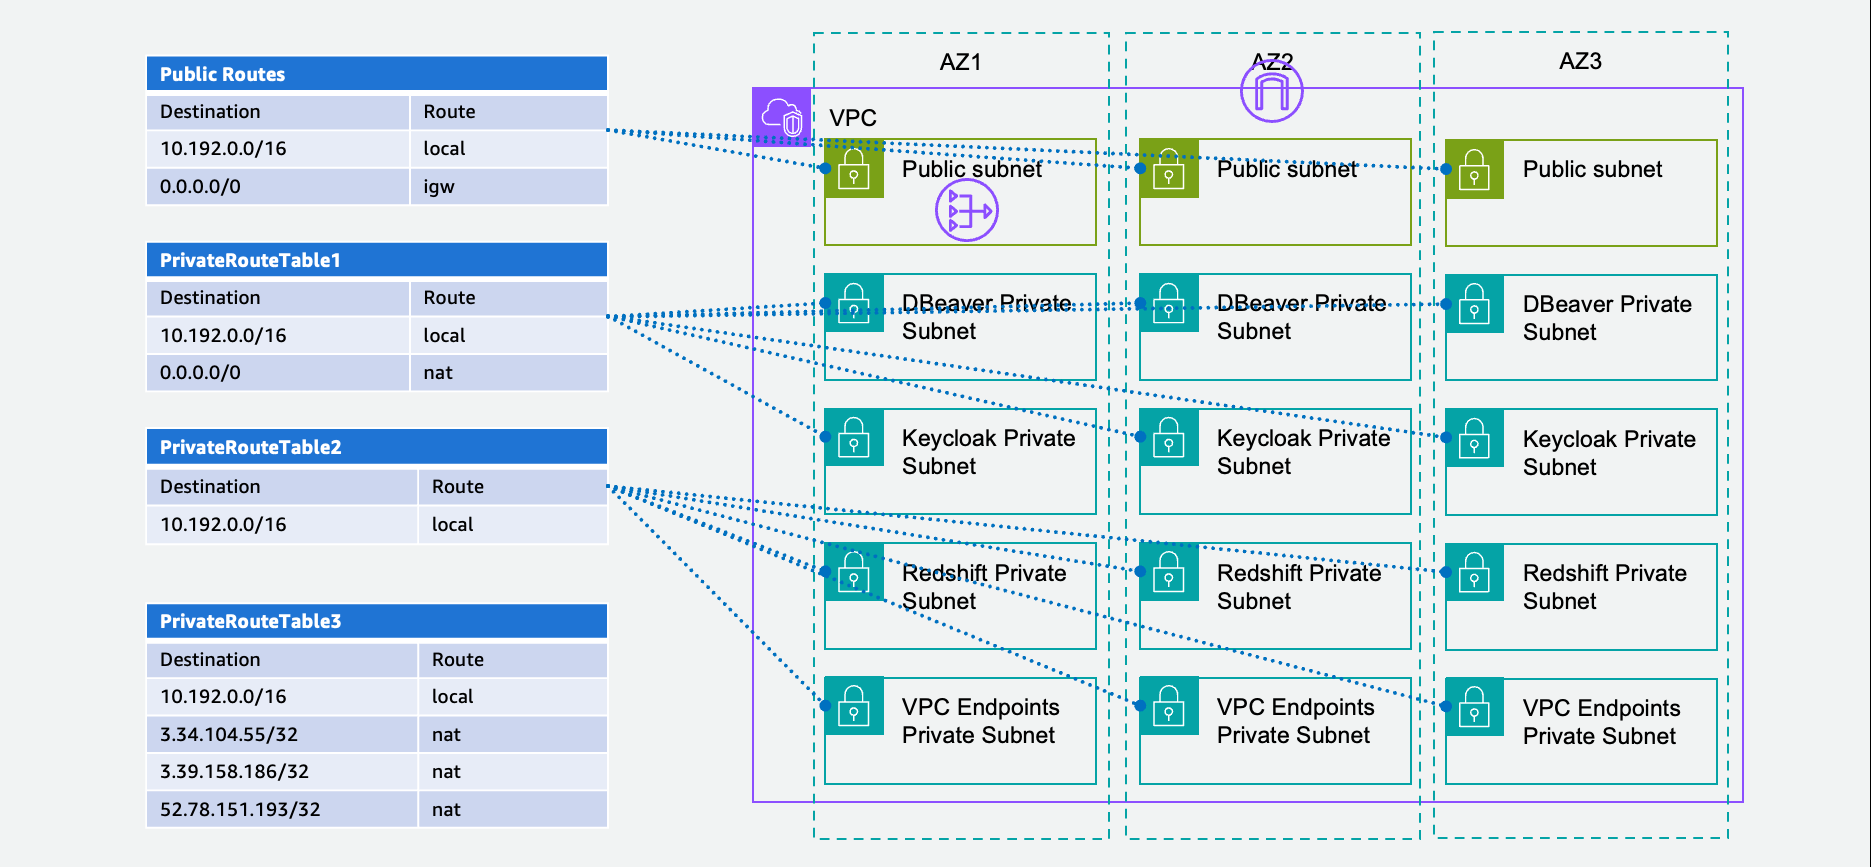 Public Routes
Destination Route
10.192.0.0/16 local
0.0.0.0/0 igw
PrivateRouteTable1
Destination Route
10.192.0.0/16 local
0.0.0.0/0 nat
PrivateRouteTable2
Destination Route
10.192.0.0/16 local
PrivateRouteTable3
Destination Route
10.192.0.0/16 local
3.34.104.55/32 nat
3.39.158.186/32 nat
52.78.151.193/32 nat
AZ1
AZ2
AZ3
VPC
Public subnet
Public subnet
Public subnet
DBeaver Private
Subnet
DBeaver Private
Subnet
DBeaver Private
Subnet
Keycloak Private
Subnet
Keycloak Private
Subnet
Keycloak Private
Subnet
Redshift Private
Subnet
Redshift Private
Subnet
Redshift Private
Subnet
VPC Endpoints
Private Subnet
VPC Endpoints
Private Subnet
VPC Endpoints
Private Subnet